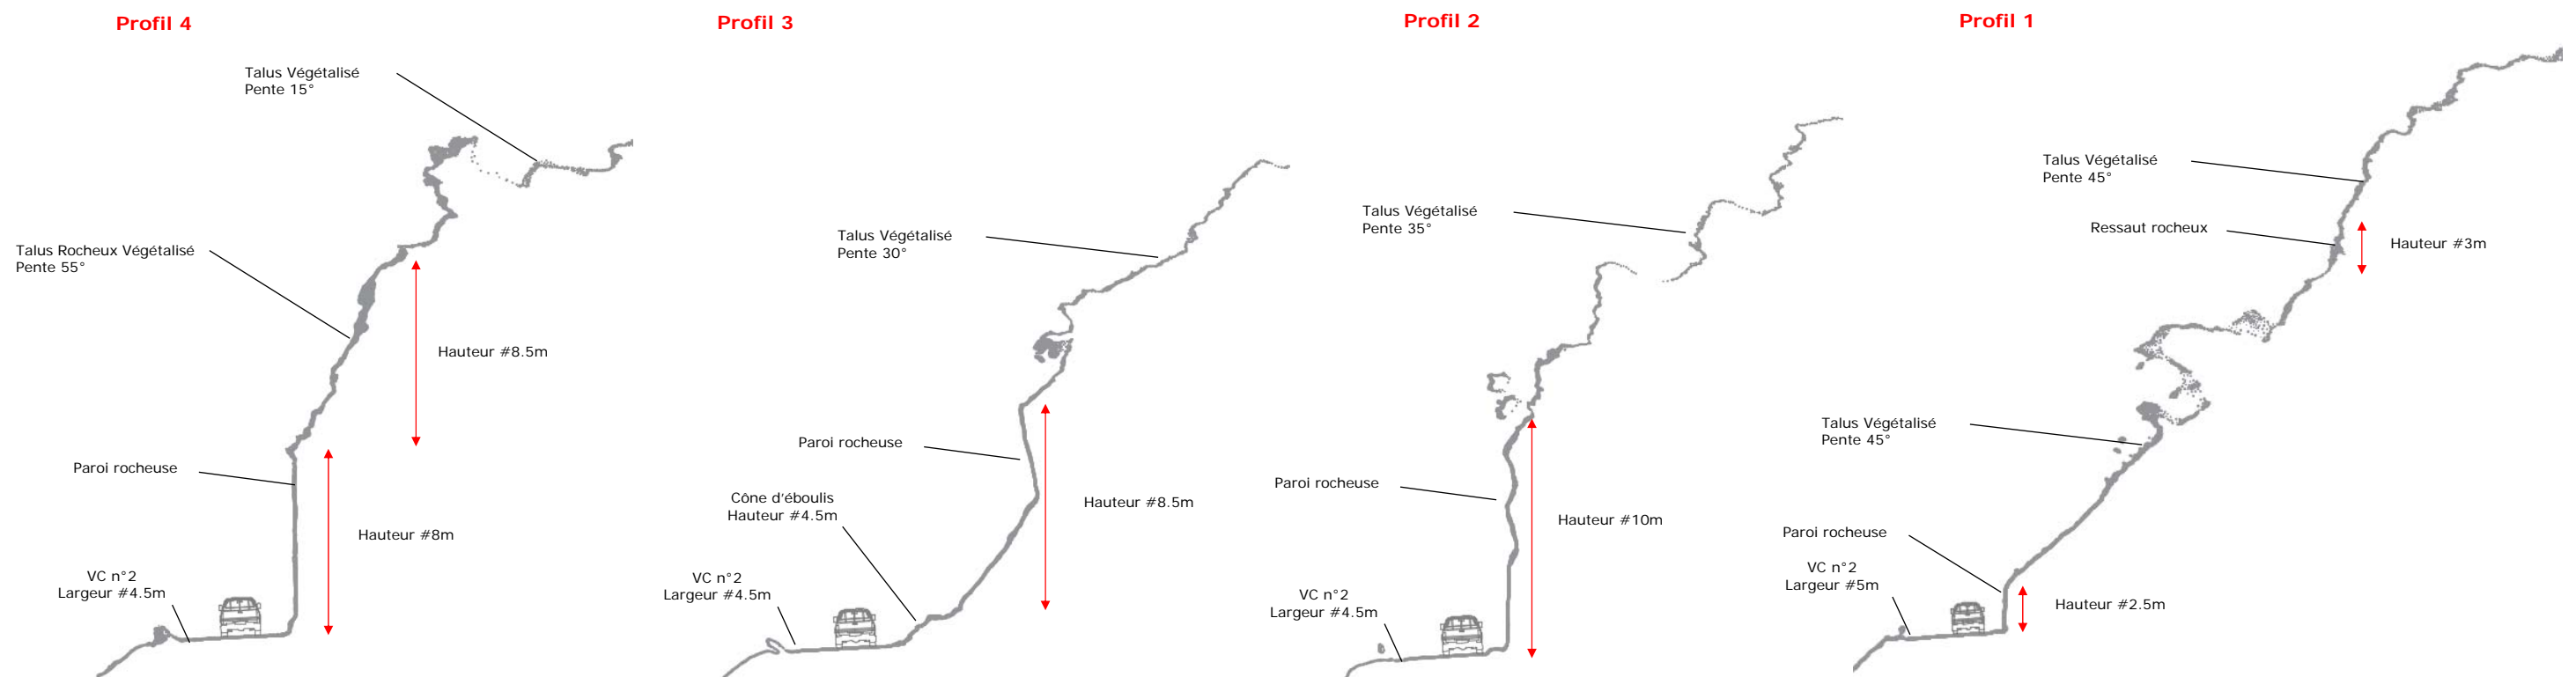 Profil 4
Talus Végétalisé
Pente 15°
Talus Rocheux Végétalisé
Pente 55°
Hauteur #8.5m
Paroi rocheuse
Hauteur #8m
VC n°2
Largeur #4.5m
Profil 3
Talus Végétalisé
Pente 30°
Paroi rocheuse
Cône d'éboulis
Hauteur #4.5m
Hauteur #8.5m
VC n°2
Largeur #4.5m
Profil 2
Talus Végétalisé
Pente 35°
Paroi rocheuse
Hauteur #10m
VC n°2
Largeur #4.5m
Profil 1
Talus Végétalisé
Pente 45°
Ressaut rocheux
Hauteur #3m
Talus Végétalisé
Pente 45°
Paroi rocheuse
VC n°2
Largeur #5m
Hauteur #2.5m